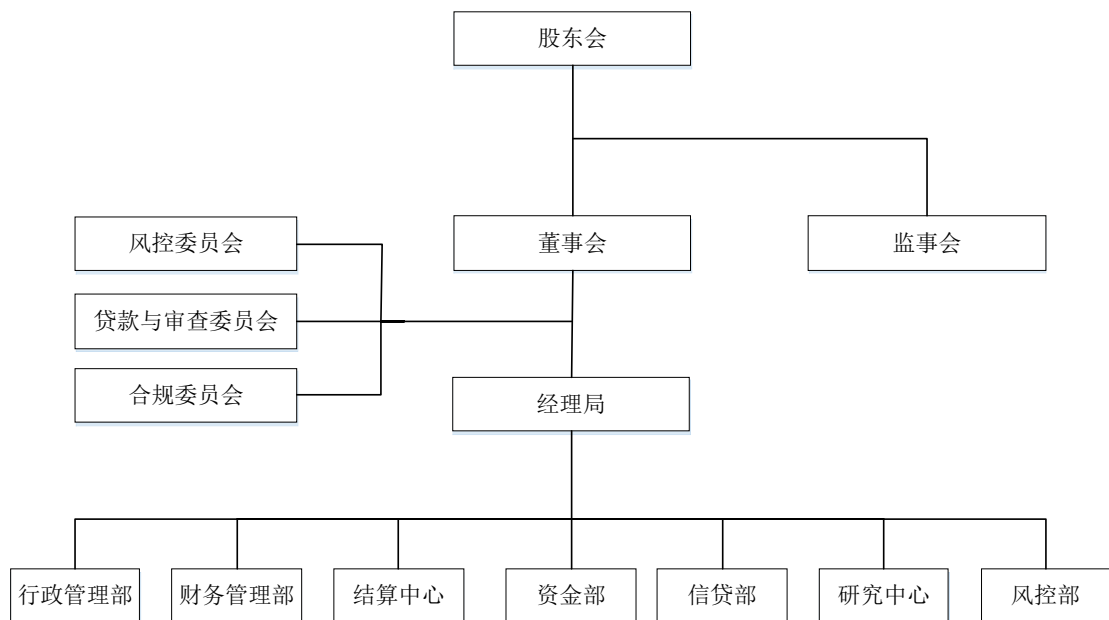 股东会
董事会
监事会
风控委员会
贷款与审查委员会
合规委员会
经理局
行政管理部
财务管理部
结算中心
资金部
信贷部
研究中心
风控部